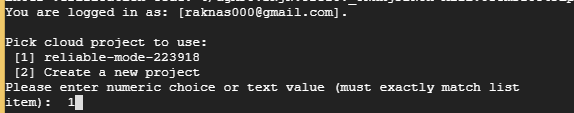 You are logged in as: [raknas000@gmail.com].
Pick cloud project to use:
[1] reliable-mode-223918
[2] Create a new project
Please enter numeric choice or text value (must exactly match list
item): 1